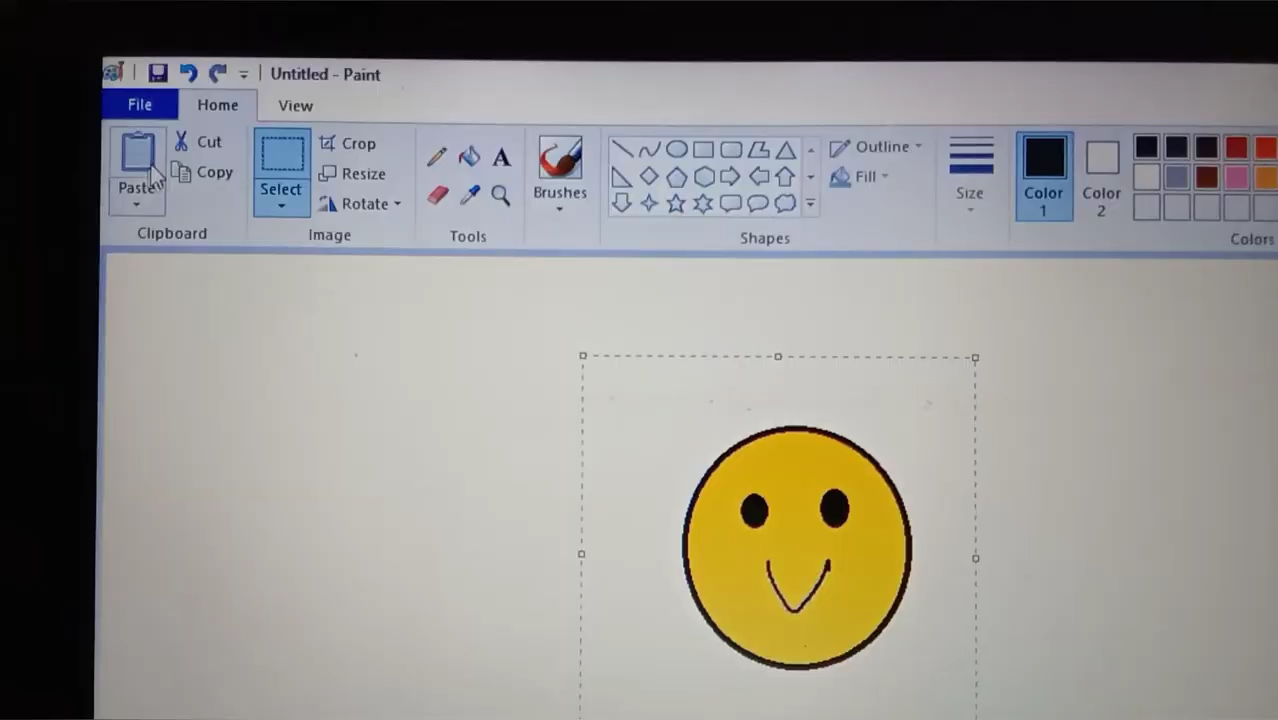 Untitled - Paint
File Home View
Cut
Copy
Paste
Clipboard
Select
Crop
Resize
Rotate
Image
A
Tools
Brushes
Outline
Fill
Shapes
Size
Color 1
Color 2
Colors